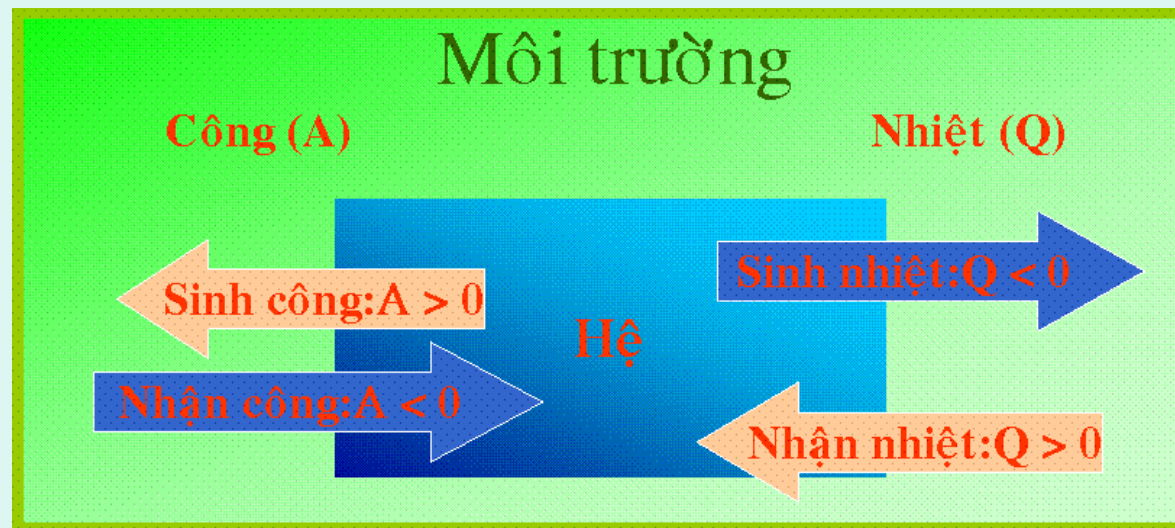 Môi trường
Công (A)
Nhiệt (Q)
Sinh công:A > 0
Sinh nhiệt:Q < 0
Hệ
Nhận công:A < 0
Nhận nhiệt:Q > 0